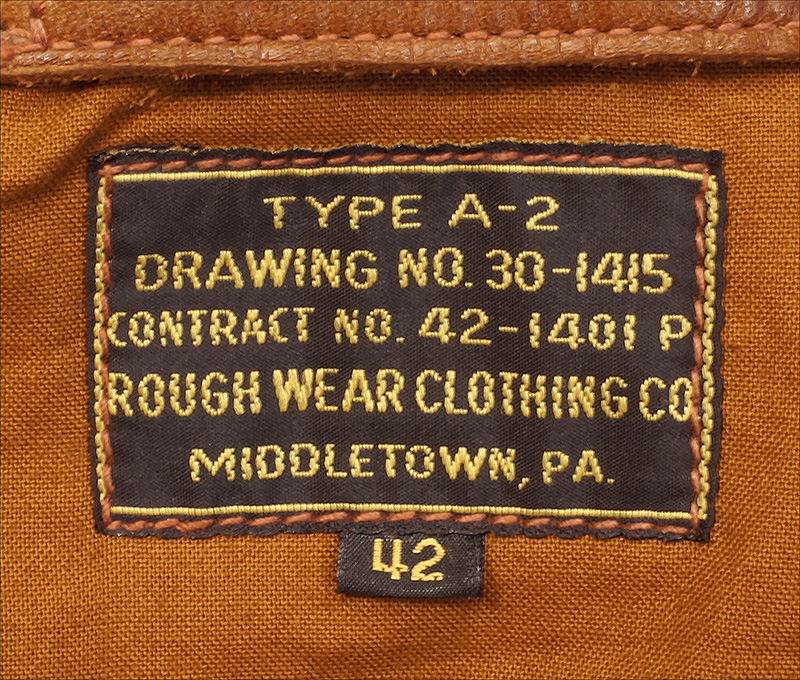 TYPE A-2
DRAWING NO. 30-1415
CONTRACT NO. 42-1401 P
ROUGH WEAR CLOTHING CO
MIDDLETOWN, PA.
42